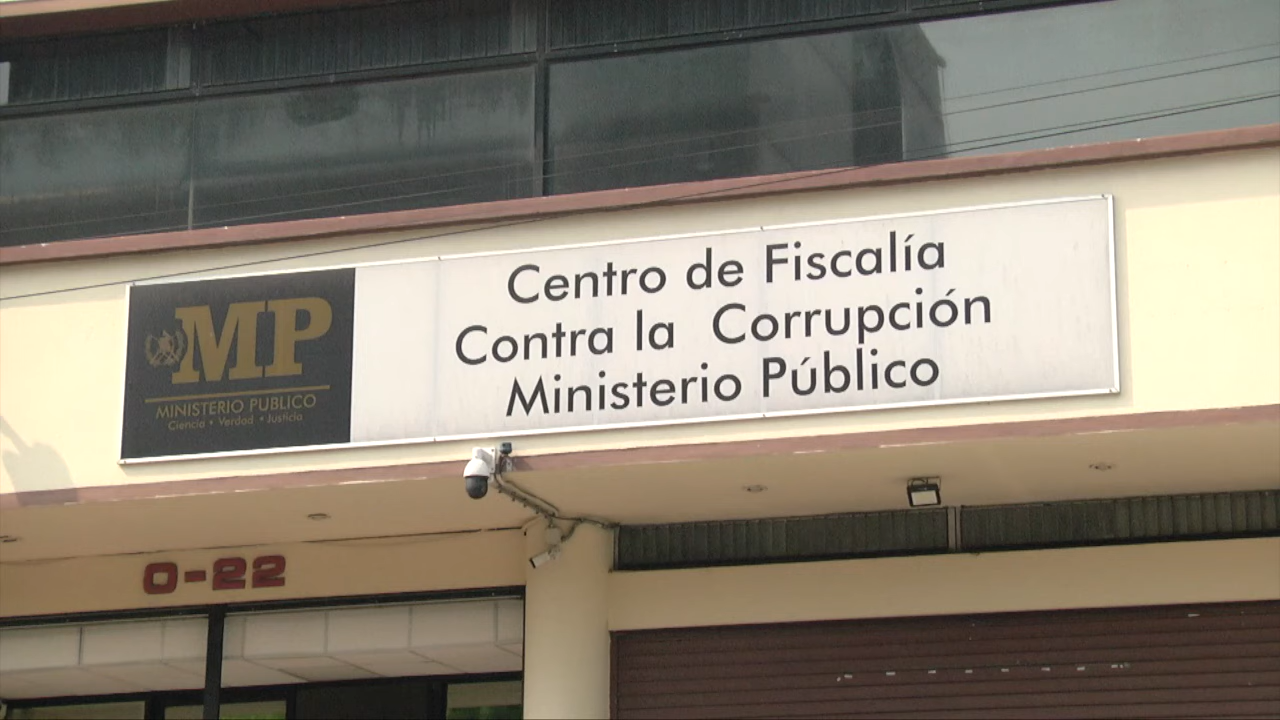 MP
MINISTERIO PUBLICO
Ciencia • Verdad • Justicia
Centro de Fiscalía
Contra la Corrupción
Ministerio Público
0-22